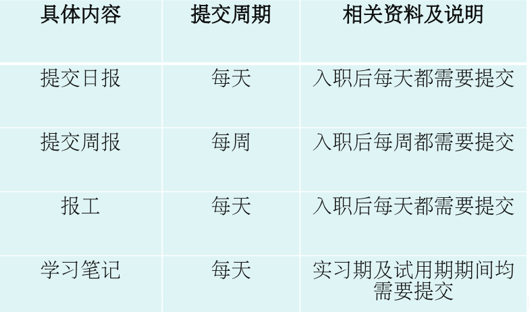 具体内容 提交周期 相关资料及说明
提交日报 每天 入职后每天都需要提交
提交周报 每周 入职后每周都需要提交
报工 每天 入职后每天都需要提交
学习笔记 每天 实习期及试用期期间均
需要提交